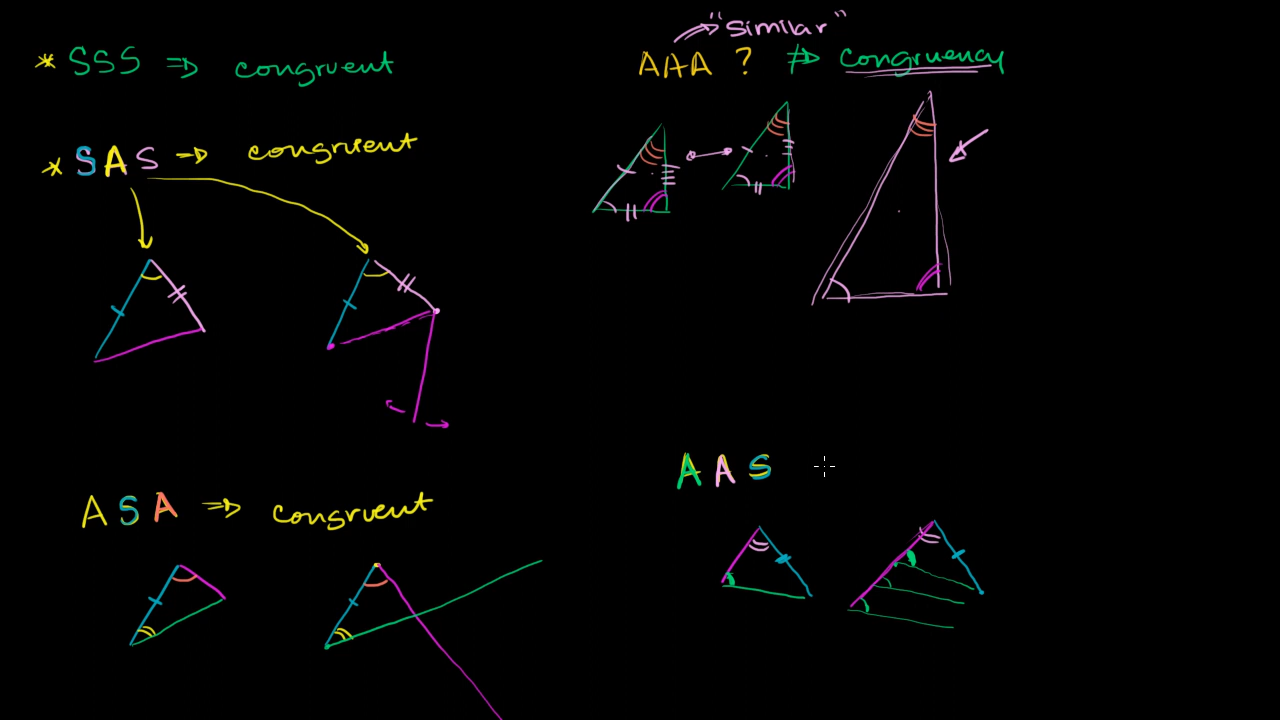 * SSS ⇒ congruent
* SAS ⇒ congruent
ASA ⇒ congruent
"Similar"
AAA ? ⇏ congruency
AAS